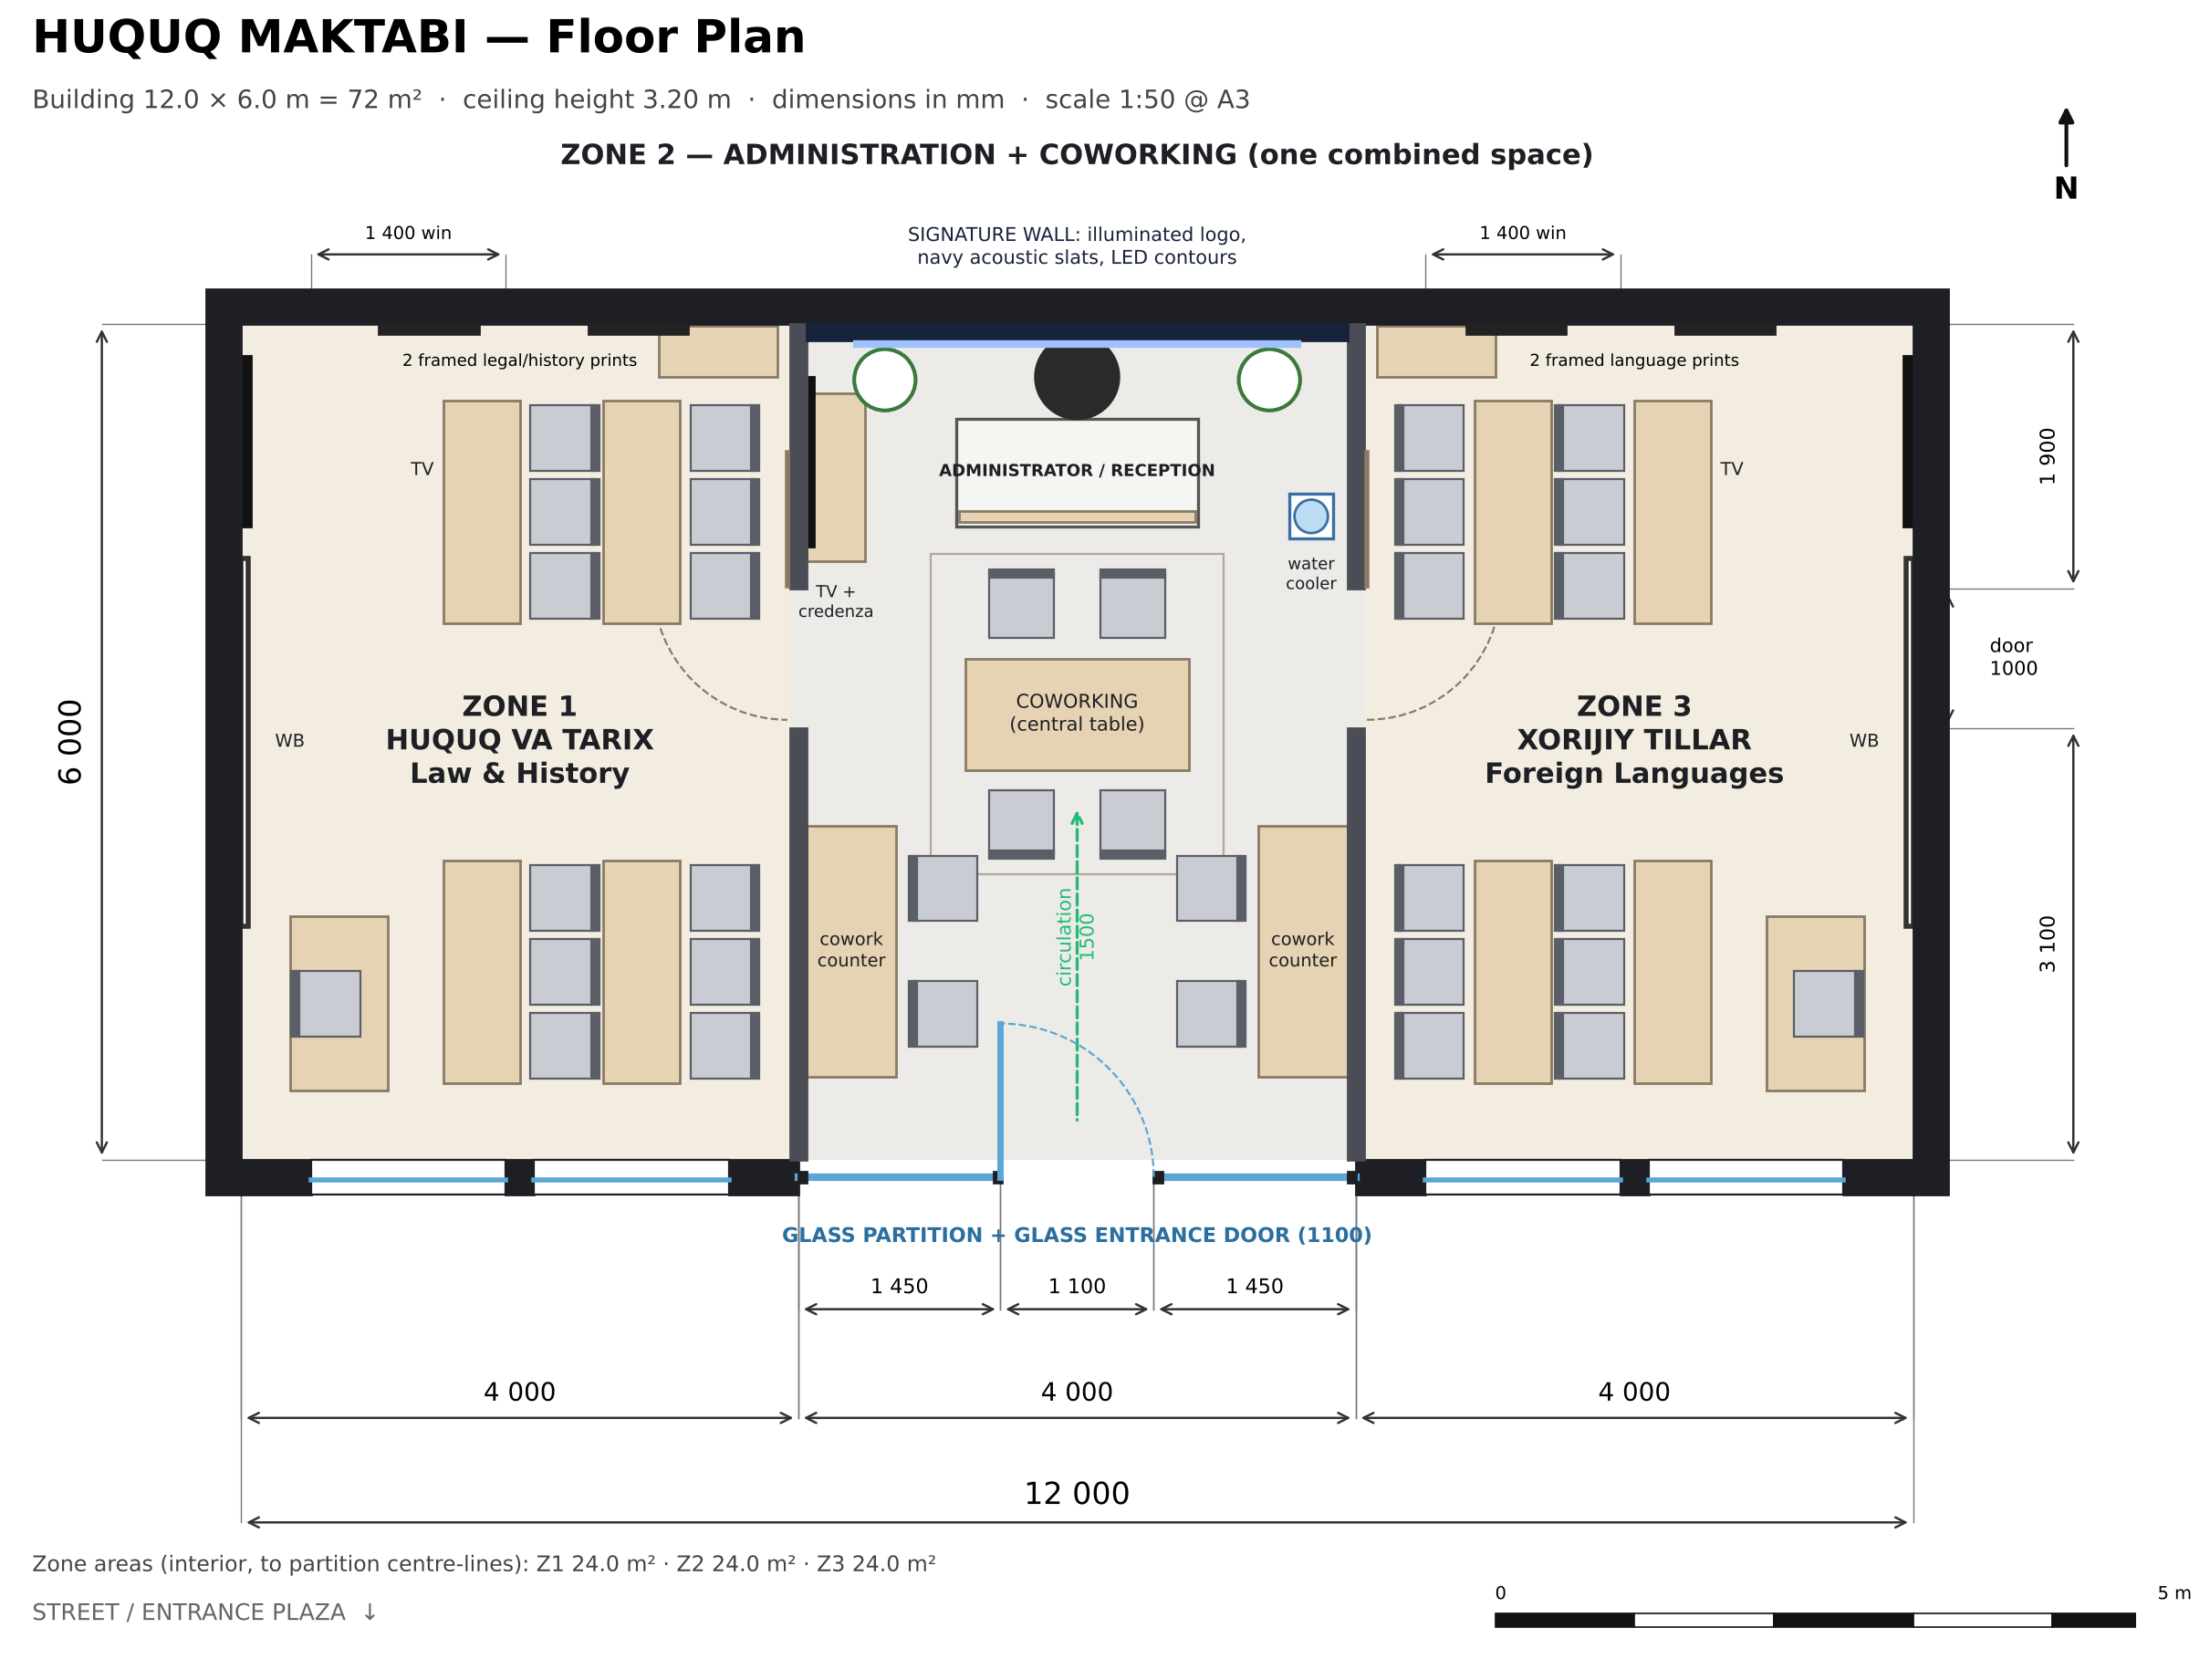 HUQUQ MAKTABI — Floor Plan
Building 12.0 × 6.0 m = 72 m² · ceiling height 3.20 m · dimensions in mm · scale 1:50 @ A3
ZONE 2 — ADMINISTRATION + COWORKING (one combined space)
N
1 400 win
SIGNATURE WALL: illuminated logo,
navy acoustic slats, LED contours
1 400 win
2 framed legal/history prints
2 framed language prints
TV
ADMINISTRATOR / RECEPTION
TV
1 900
water
cooler
TV +
credenza
door
1000
6 000
ZONE 1
HUQUQ VA TARIX
Law & History
WB
COWORKING
(central table)
ZONE 3
XORIJIY TILLAR
Foreign Languages
WB
cowork
counter
circulation
1500
cowork
counter
3 100
GLASS PARTITION + GLASS ENTRANCE DOOR (1100)
1 450
1 100
1 450
4 000
4 000
4 000
12 000
Zone areas (interior, to partition centre-lines): Z1 24.0 m² · Z2 24.0 m² · Z3 24.0 m²
STREET / ENTRANCE PLAZA ↓
0
5 m